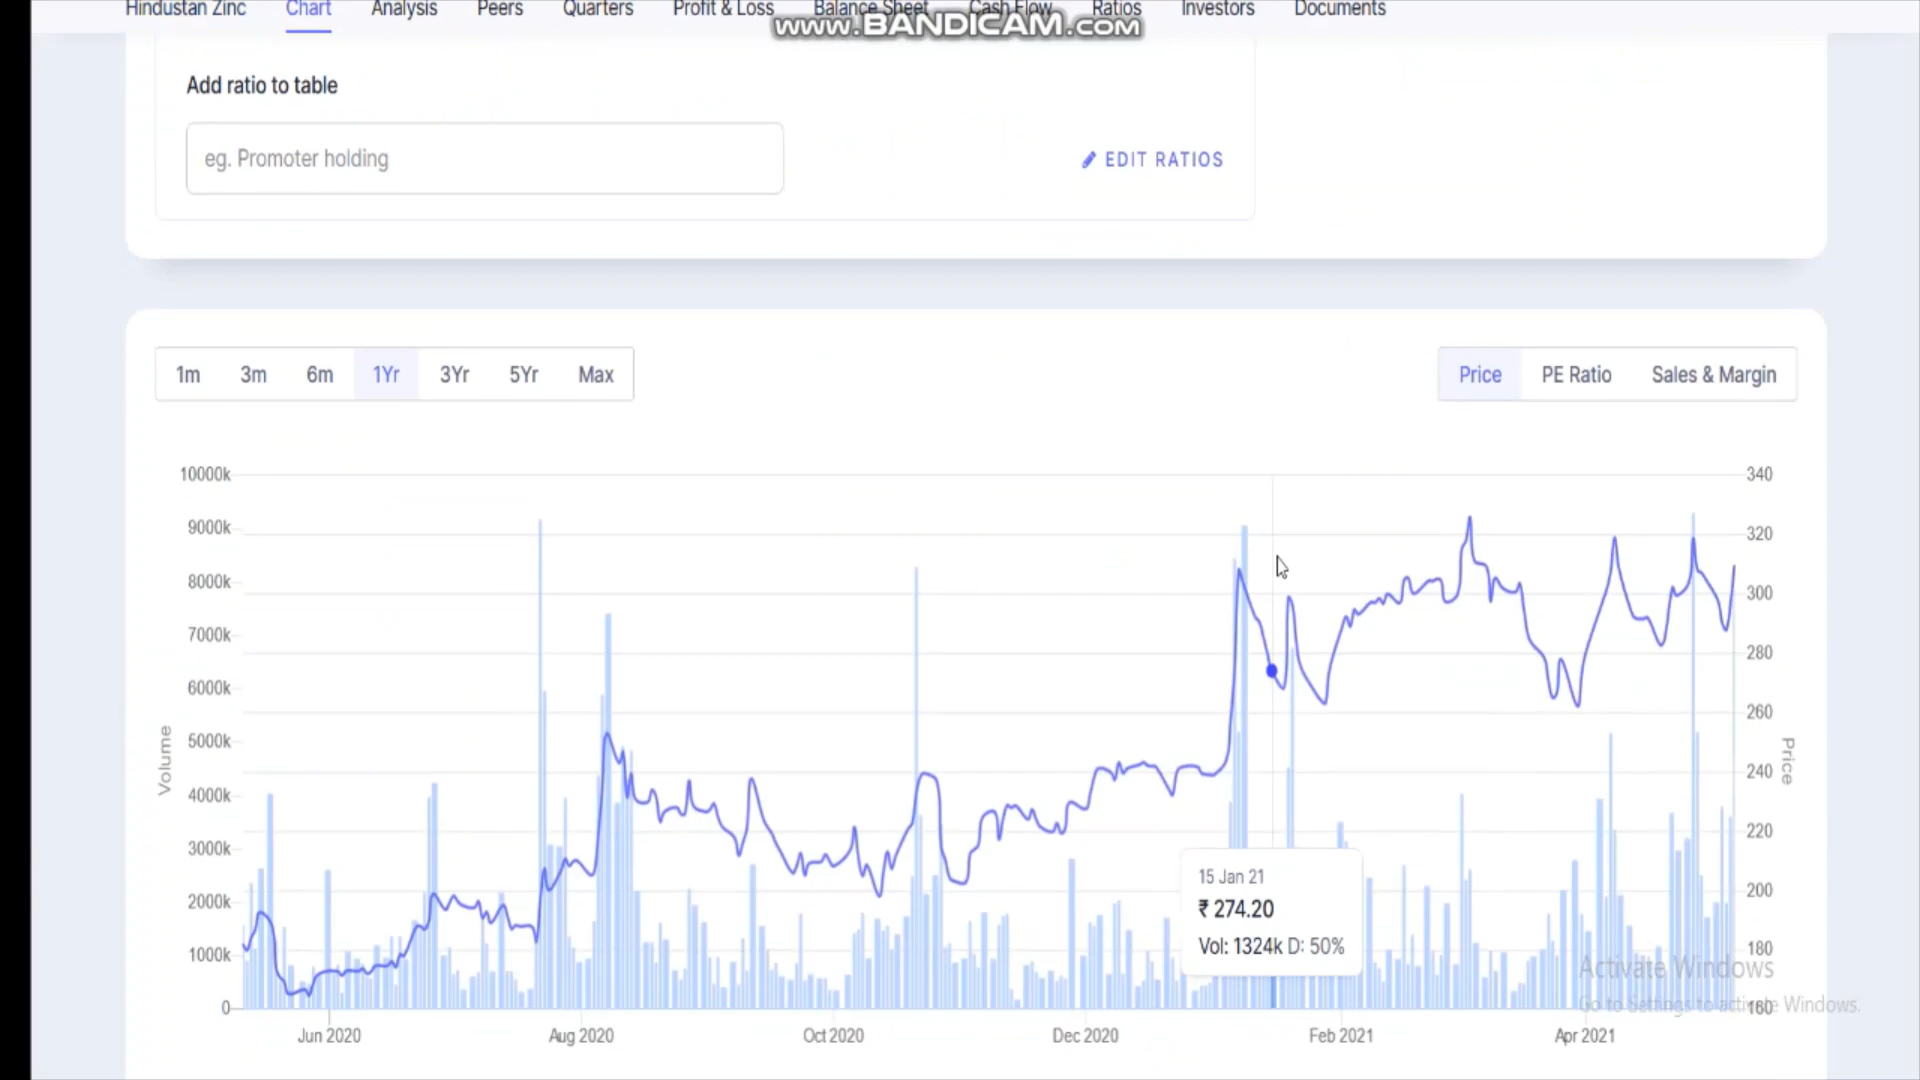 Hindustan Zinc Chart Analysis Peers Quarters Profit & Loss Balance Sheet Cash Flow Ratios Investors Documents
www.BANDICAM.com
Add ratio to table
eg. Promoter holding
EDIT RATIOS
1m 3m 6m 1Yr 3Yr 5Yr Max
Price PE Ratio Sales & Margin
10000k 340
9000k 320
8000k 300
7000k 280
6000k 260
5000k 240
4000k 220
3000k 200
2000k 180
1000k 160
0
Volume
Price
15 Jan 21
₹ 274.20
Vol: 1324k D: 50%
Jun 2020 Aug 2020 Oct 2020 Dec 2020 Feb 2021 Apr 2021
Activate Windows
Go to Settings to activate Windows.